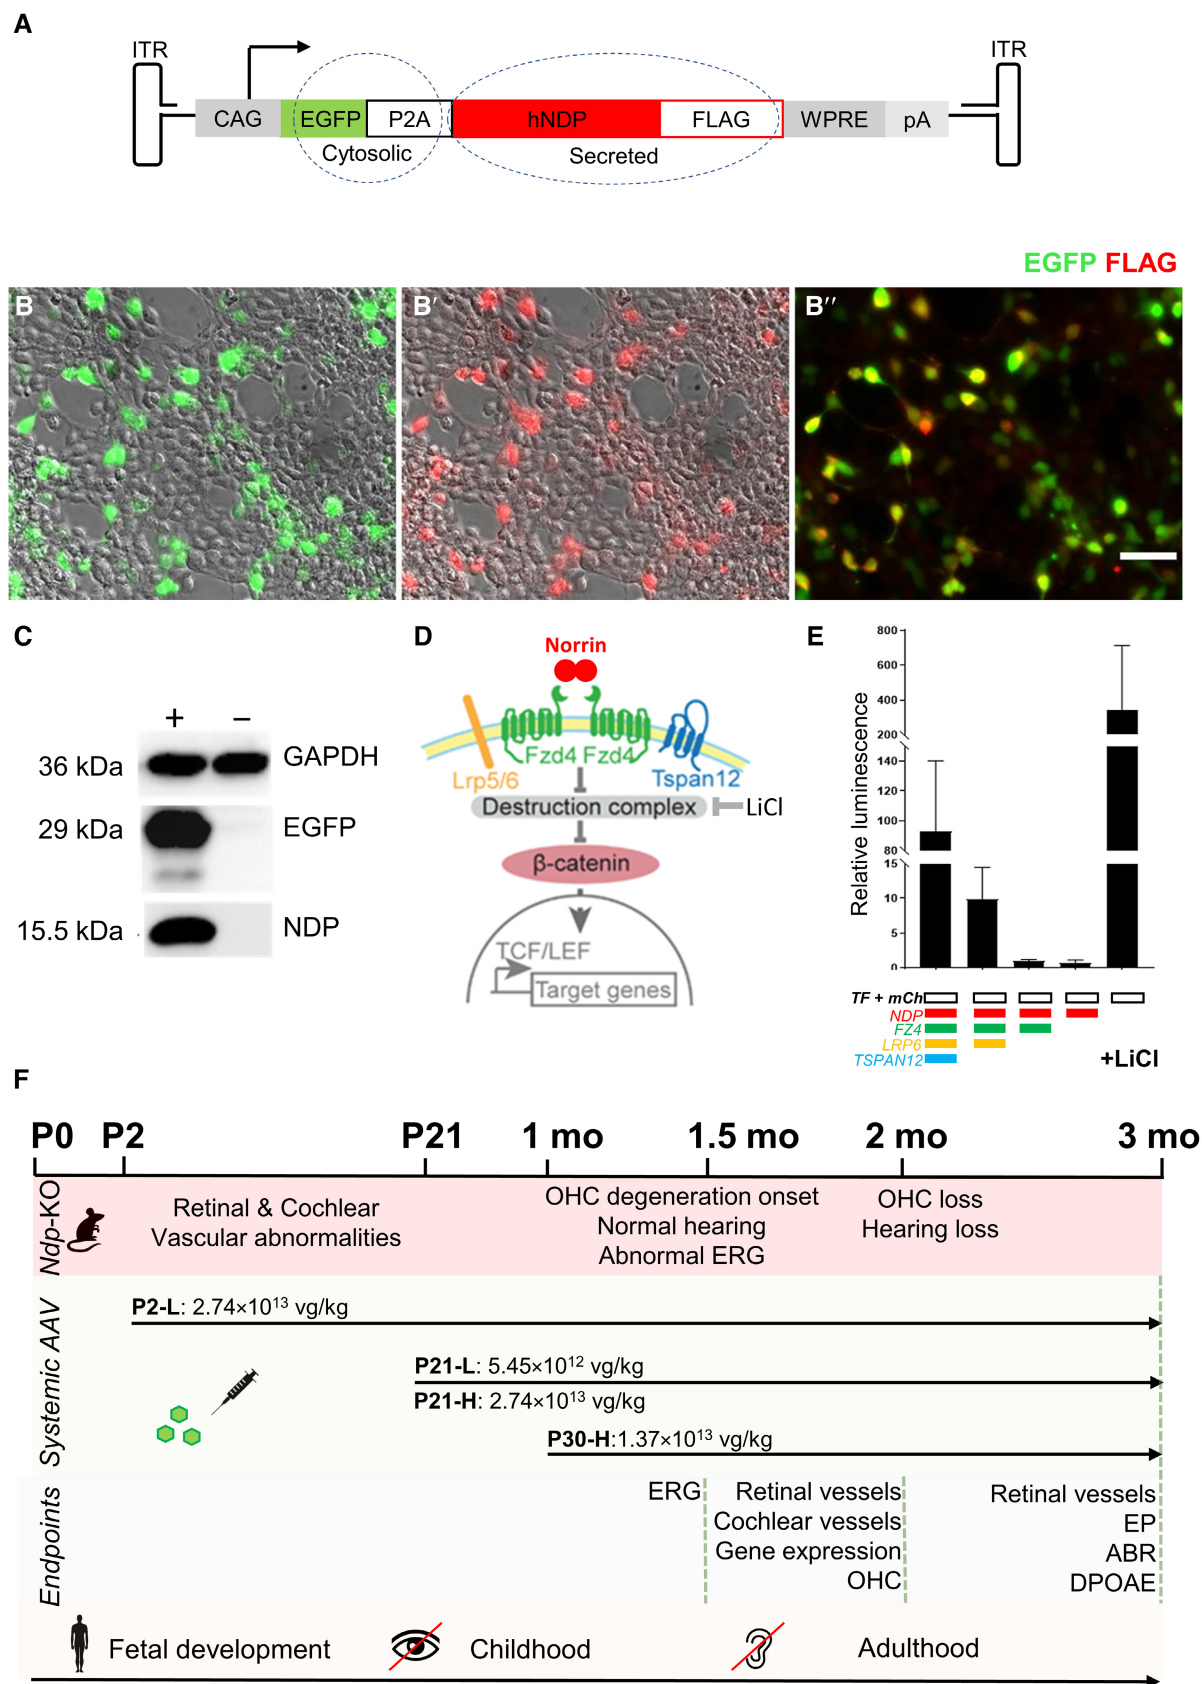 A
ITR
ITR
CAG
EGFP
P2A
hNDP
FLAG
WPRE
pA
Cytosolic
Secreted
EGFP FLAG
B
B′
B″
C
+
−
36 kDa
GAPDH
29 kDa
EGFP
15.5 kDa
NDP
D
Norrin
Fzd4 Fzd4
Lrp5/6
Tspan12
Destruction complex
LiCl
β-catenin
TCF/LEF
Target genes
E
Relative luminescence
800
600
400
200
140
120
100
80
15
10
5
0
TF + mCh
NDP
FZ4
LRP6
TSPAN12
+LiCl
F
P0
P2
P21
1 mo
1.5 mo
2 mo
3 mo
Ndp-KO
Retinal & Cochlear
Vascular abnormalities
OHC degeneration onset
Normal hearing
Abnormal ERG
OHC loss
Hearing loss
Systemic AAV
P2-L: 2.74×10¹³ vg/kg
P21-L: 5.45×10¹² vg/kg
P21-H: 2.74×10¹³ vg/kg
P30-H:1.37×10¹³ vg/kg
Endpoints
ERG
Retinal vessels
Cochlear vessels
Gene expression
OHC
Retinal vessels
EP
ABR
DPOAE
Fetal development
Childhood
Adulthood